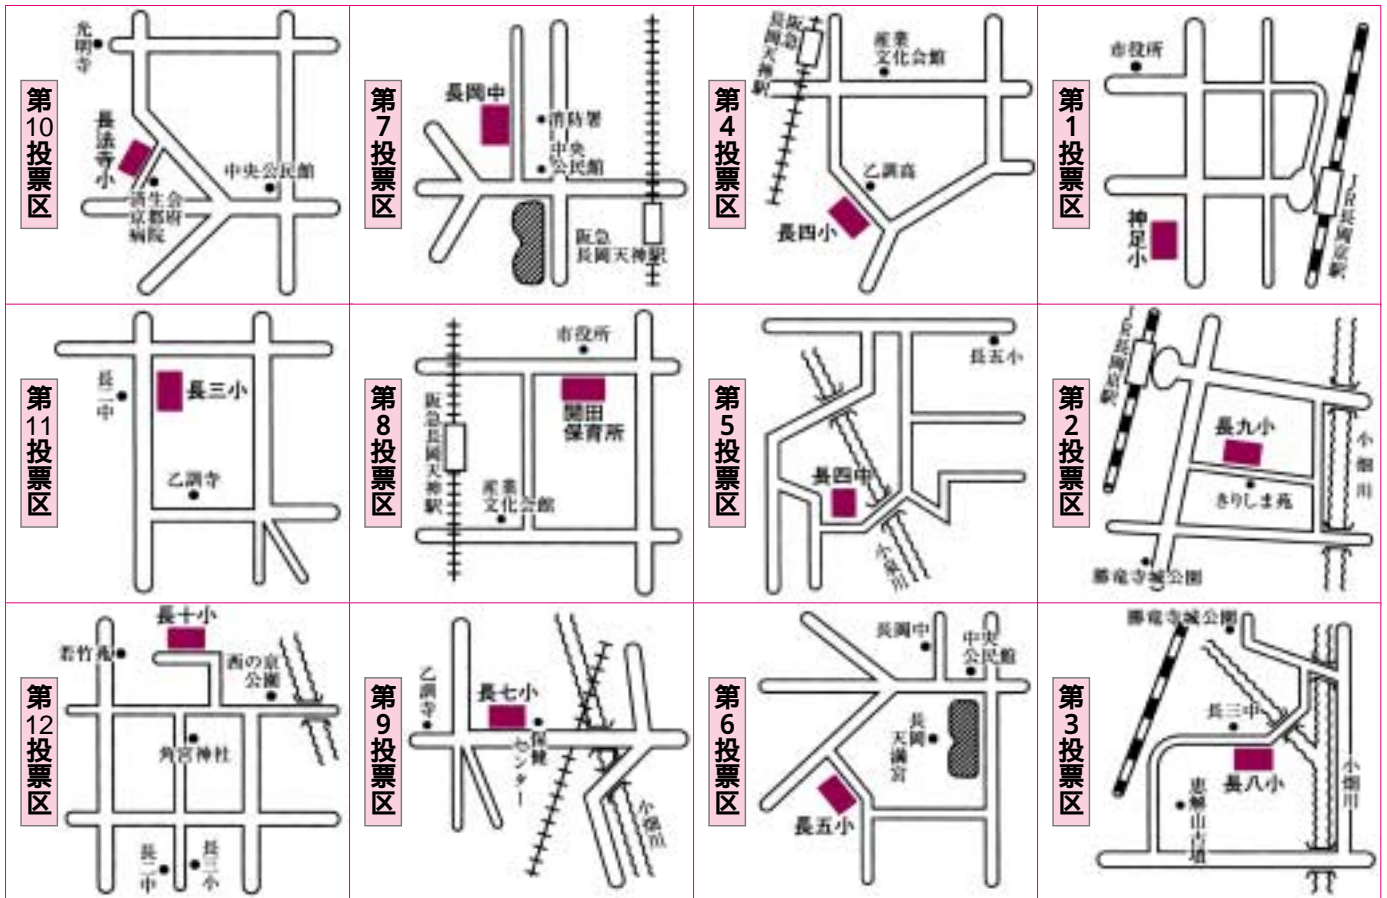 第1投票区
市役所
神足小
JR長岡京駅
第2投票区
JR長岡京駅
長九小
きりしま苑
小畑川
勝竜寺城公園
第3投票区
勝竜寺城公園
長三中
長八小
恵解山古墳
小畑川
第4投票区
阪急
長岡天神駅
産業
文化会館
乙訓高
長四小
第5投票区
長五小
長四中
小泉川
第6投票区
長岡中
中央
公民館
長岡
天満宮
長五小
第7投票区
長岡中
消防署
中央
公民館
阪急
長岡天神駅
第8投票区
市役所
開田
保育所
阪急長岡天神駅
産業
文化会館
第9投票区
乙訓寺
長七小
保健
センター
小畑川
第10投票区
光明寺
長法寺小
中央公民館
済生会
京都府
病院
第11投票区
長二中
長三小
乙訓寺
第12投票区
長十小
若竹苑
西の京
公園
角宮神社
長二中
長三小